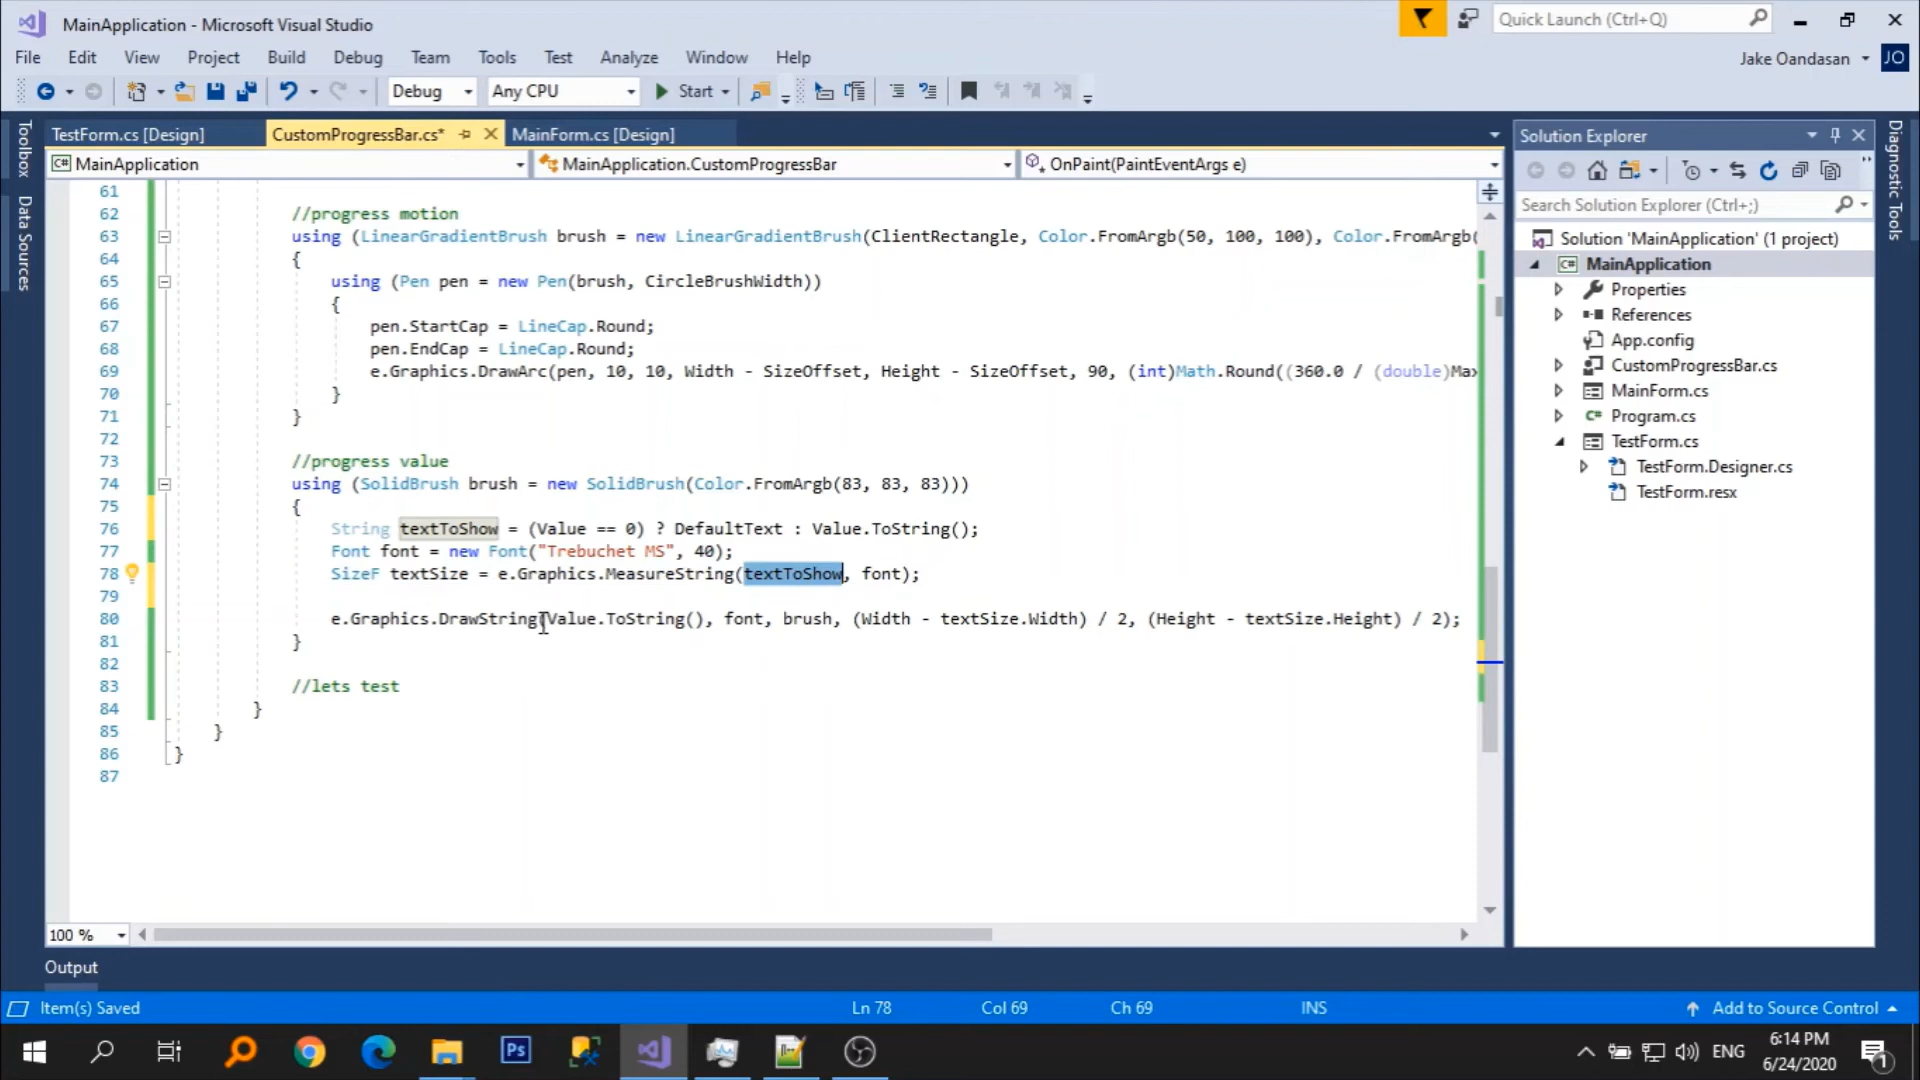 MainApplication - Microsoft Visual Studio
Quick Launch (Ctrl+Q)
File Edit View Project Build Debug Team Tools Test Analyze Window Help
Jake Oandasan JO
Debug Any CPU Start
Toolbox
Data Sources
TestForm.cs [Design] CustomProgressBar.cs* MainForm.cs [Design]
C# MainApplication MainApplication.CustomProgressBar OnPaint(PaintEventArgs e)
61
62 //progress motion
63 using (LinearGradientBrush brush = new LinearGradientBrush(ClientRectangle, Color.FromArgb(50, 100, 100), Color.FromArgb(
64 {
65 using (Pen pen = new Pen(brush, CircleBrushWidth))
66 {
67 pen.StartCap = LineCap.Round;
68 pen.EndCap = LineCap.Round;
69 e.Graphics.DrawArc(pen, 10, 10, Width - SizeOffset, Height - SizeOffset, 90, (int)Math.Round((360.0 / (double)Max
70 }
71 }
72
73 //progress value
74 using (SolidBrush brush = new SolidBrush(Color.FromArgb(83, 83, 83)))
75 {
76 String textToShow = (Value == 0) ? DefaultText : Value.ToString();
77 Font font = new Font("Trebuchet MS", 40);
78 SizeF textSize = e.Graphics.MeasureString(textToShow, font);
79
80 e.Graphics.DrawString(Value.ToString(), font, brush, (Width - textSize.Width) / 2, (Height - textSize.Height) / 2);
81 }
82
83 //lets test
84 }
85 }
86 }
87
100 %
Output
Solution Explorer
Search Solution Explorer (Ctrl+;)
Solution 'MainApplication' (1 project)
C# MainApplication
Properties
References
App.config
CustomProgressBar.cs
MainForm.cs
C# Program.cs
TestForm.cs
TestForm.Designer.cs
TestForm.resx
Diagnostic Tools
Item(s) Saved Ln 78 Col 69 Ch 69 INS Add to Source Control
Ps
ENG
6:14 PM
6/24/2020
1